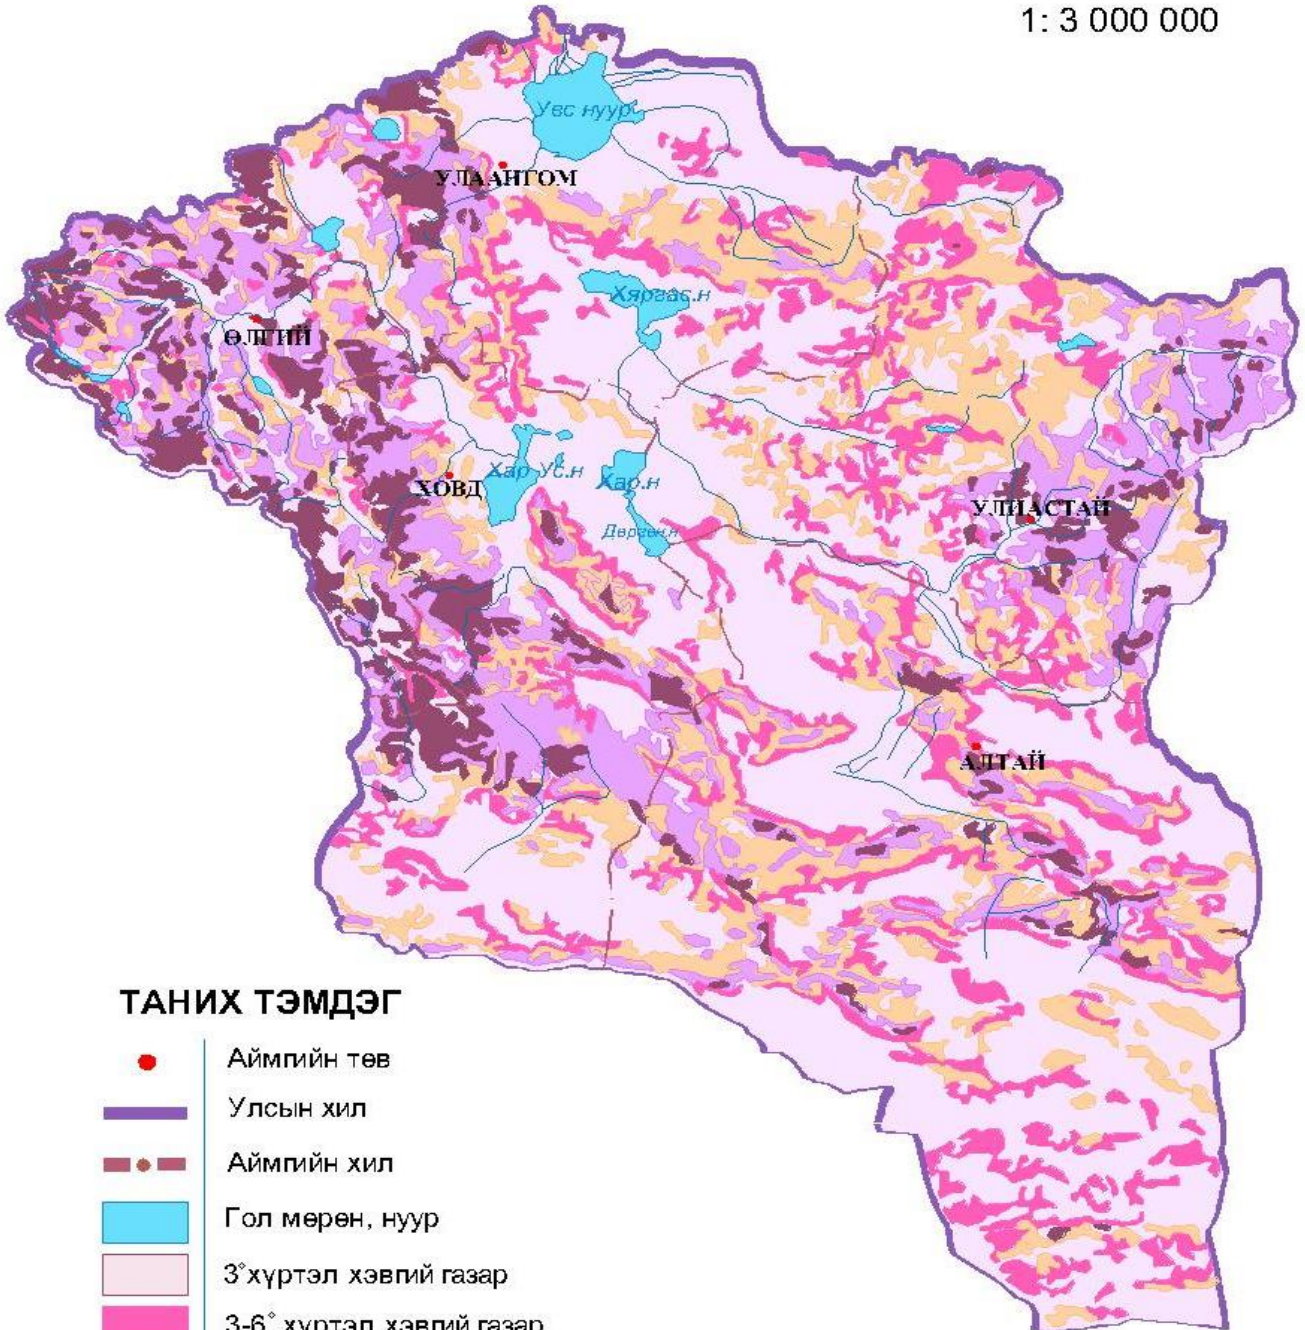 1: 3 000 000
Увс нуур
УЛААНГОМ
Хяргас.н
ӨЛГИЙ
Хар Ус.н
Хар.н
ХОВД
УЛИАСТАЙ
Дөргөн.н
АЛТАЙ
ТАНИХ ТЭМДЭГ
Аймгийн төв
Улсын хил
Аймгийн хил
Гол мөрөн, нуур
3˚хүртэл хэвгий газар
3-6˚ хүртэл хэвгий газар